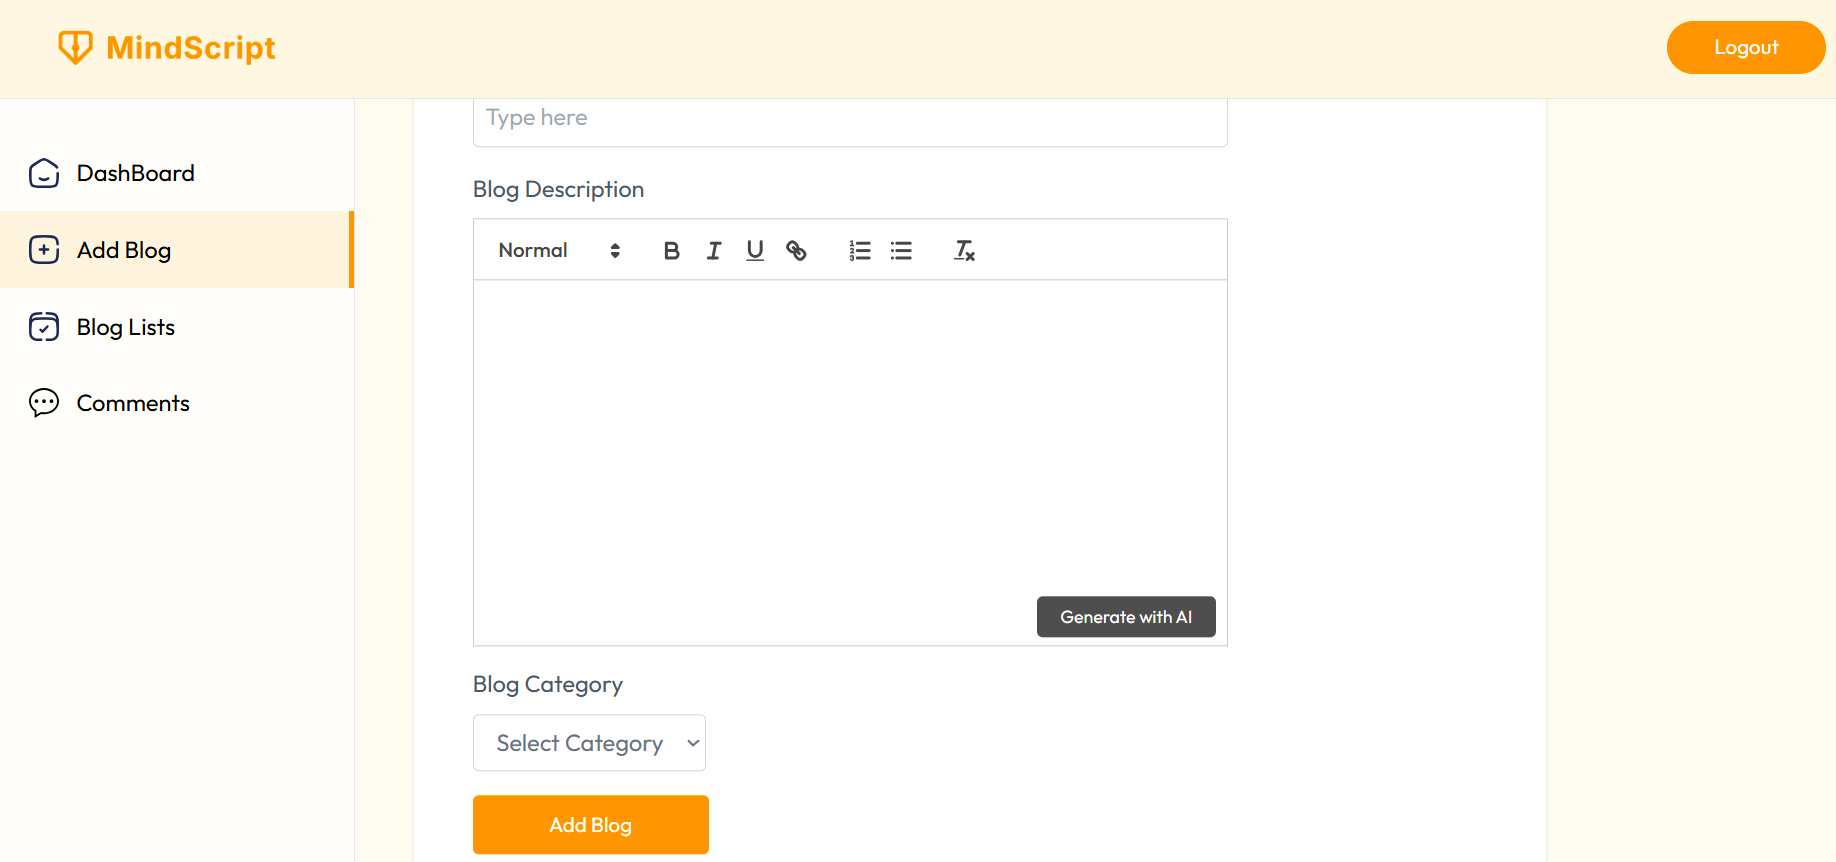 MindScript
Logout
DashBoard
Add Blog
Blog Lists
Comments
Type here
Blog Description
Normal
Generate with AI
Blog Category
Select Category
Add Blog